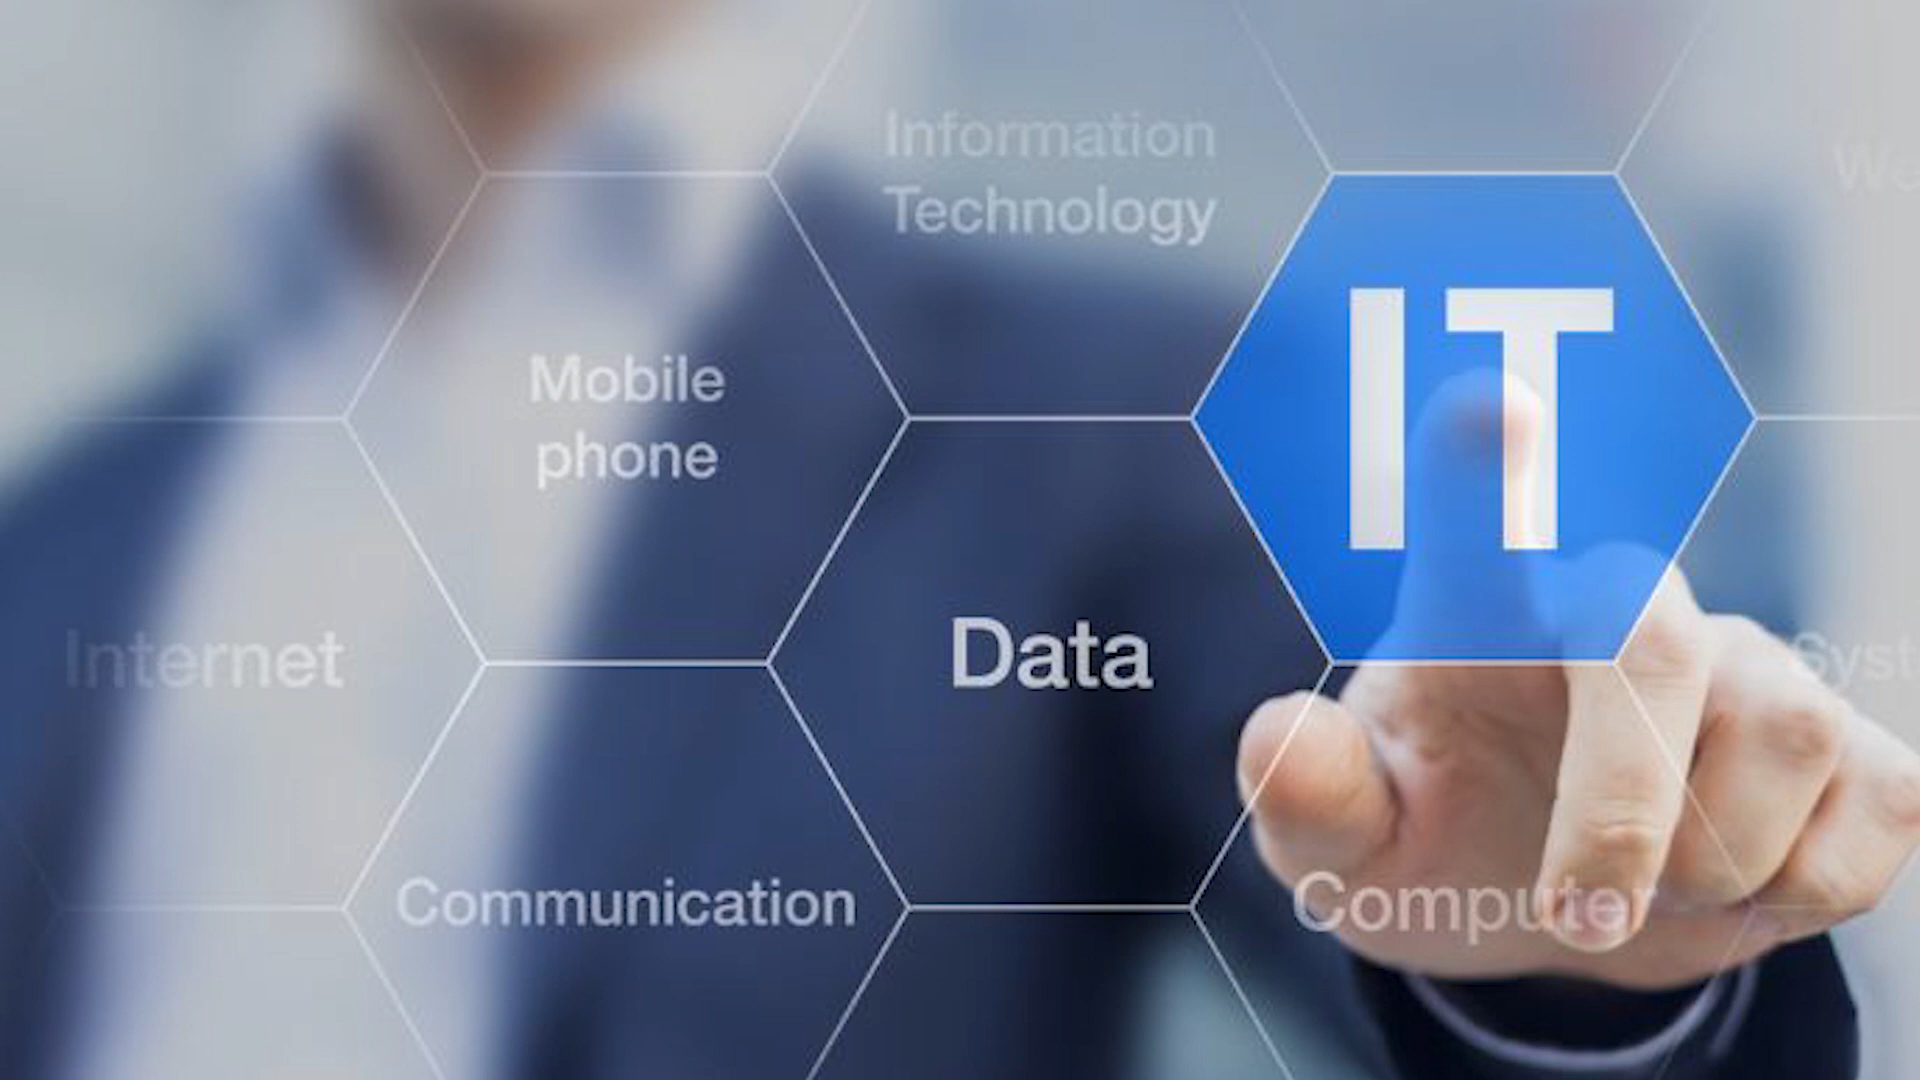 Information
Technology
IT
Mobile
phone
Internet
Data
Communication
Computer